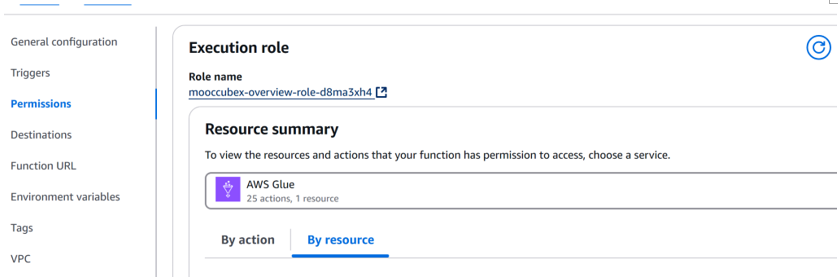 General configuration
Triggers
Permissions
Destinations
Function URL
Environment variables
Tags
VPC
Execution role
Role name
mooccubex-overview-role-d8ma3xh4
Resource summary
To view the resources and actions that your function has permission to access, choose a service.
AWS Glue
25 actions, 1 resource
By action
By resource